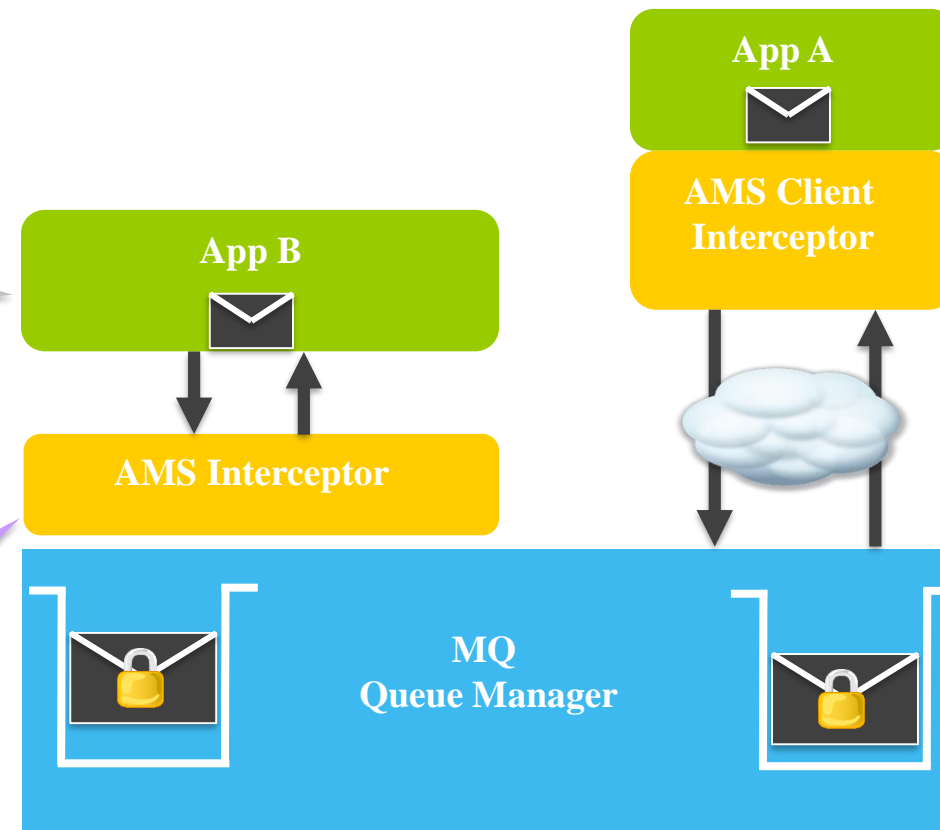 App A
AMS Client
Interceptor
App B
AMS Interceptor
MQ
Queue Manager